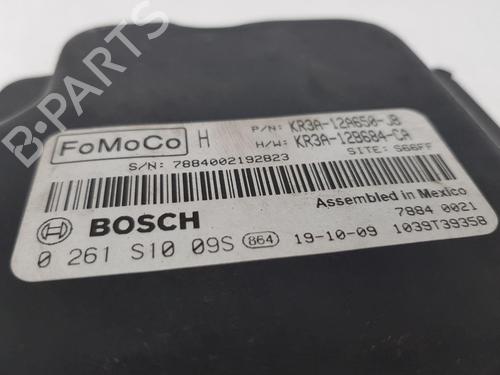 B-PARTS
FoMoCo H P/N: KR3A-12A650-JB
H/W: KR3A-12B684-CA
S/N: 7884002192823 SITE: S66FF
BOSCH Assembled in Mexico
7884 0021
0 261 S10 09S 864 19-10-09 1039T39358